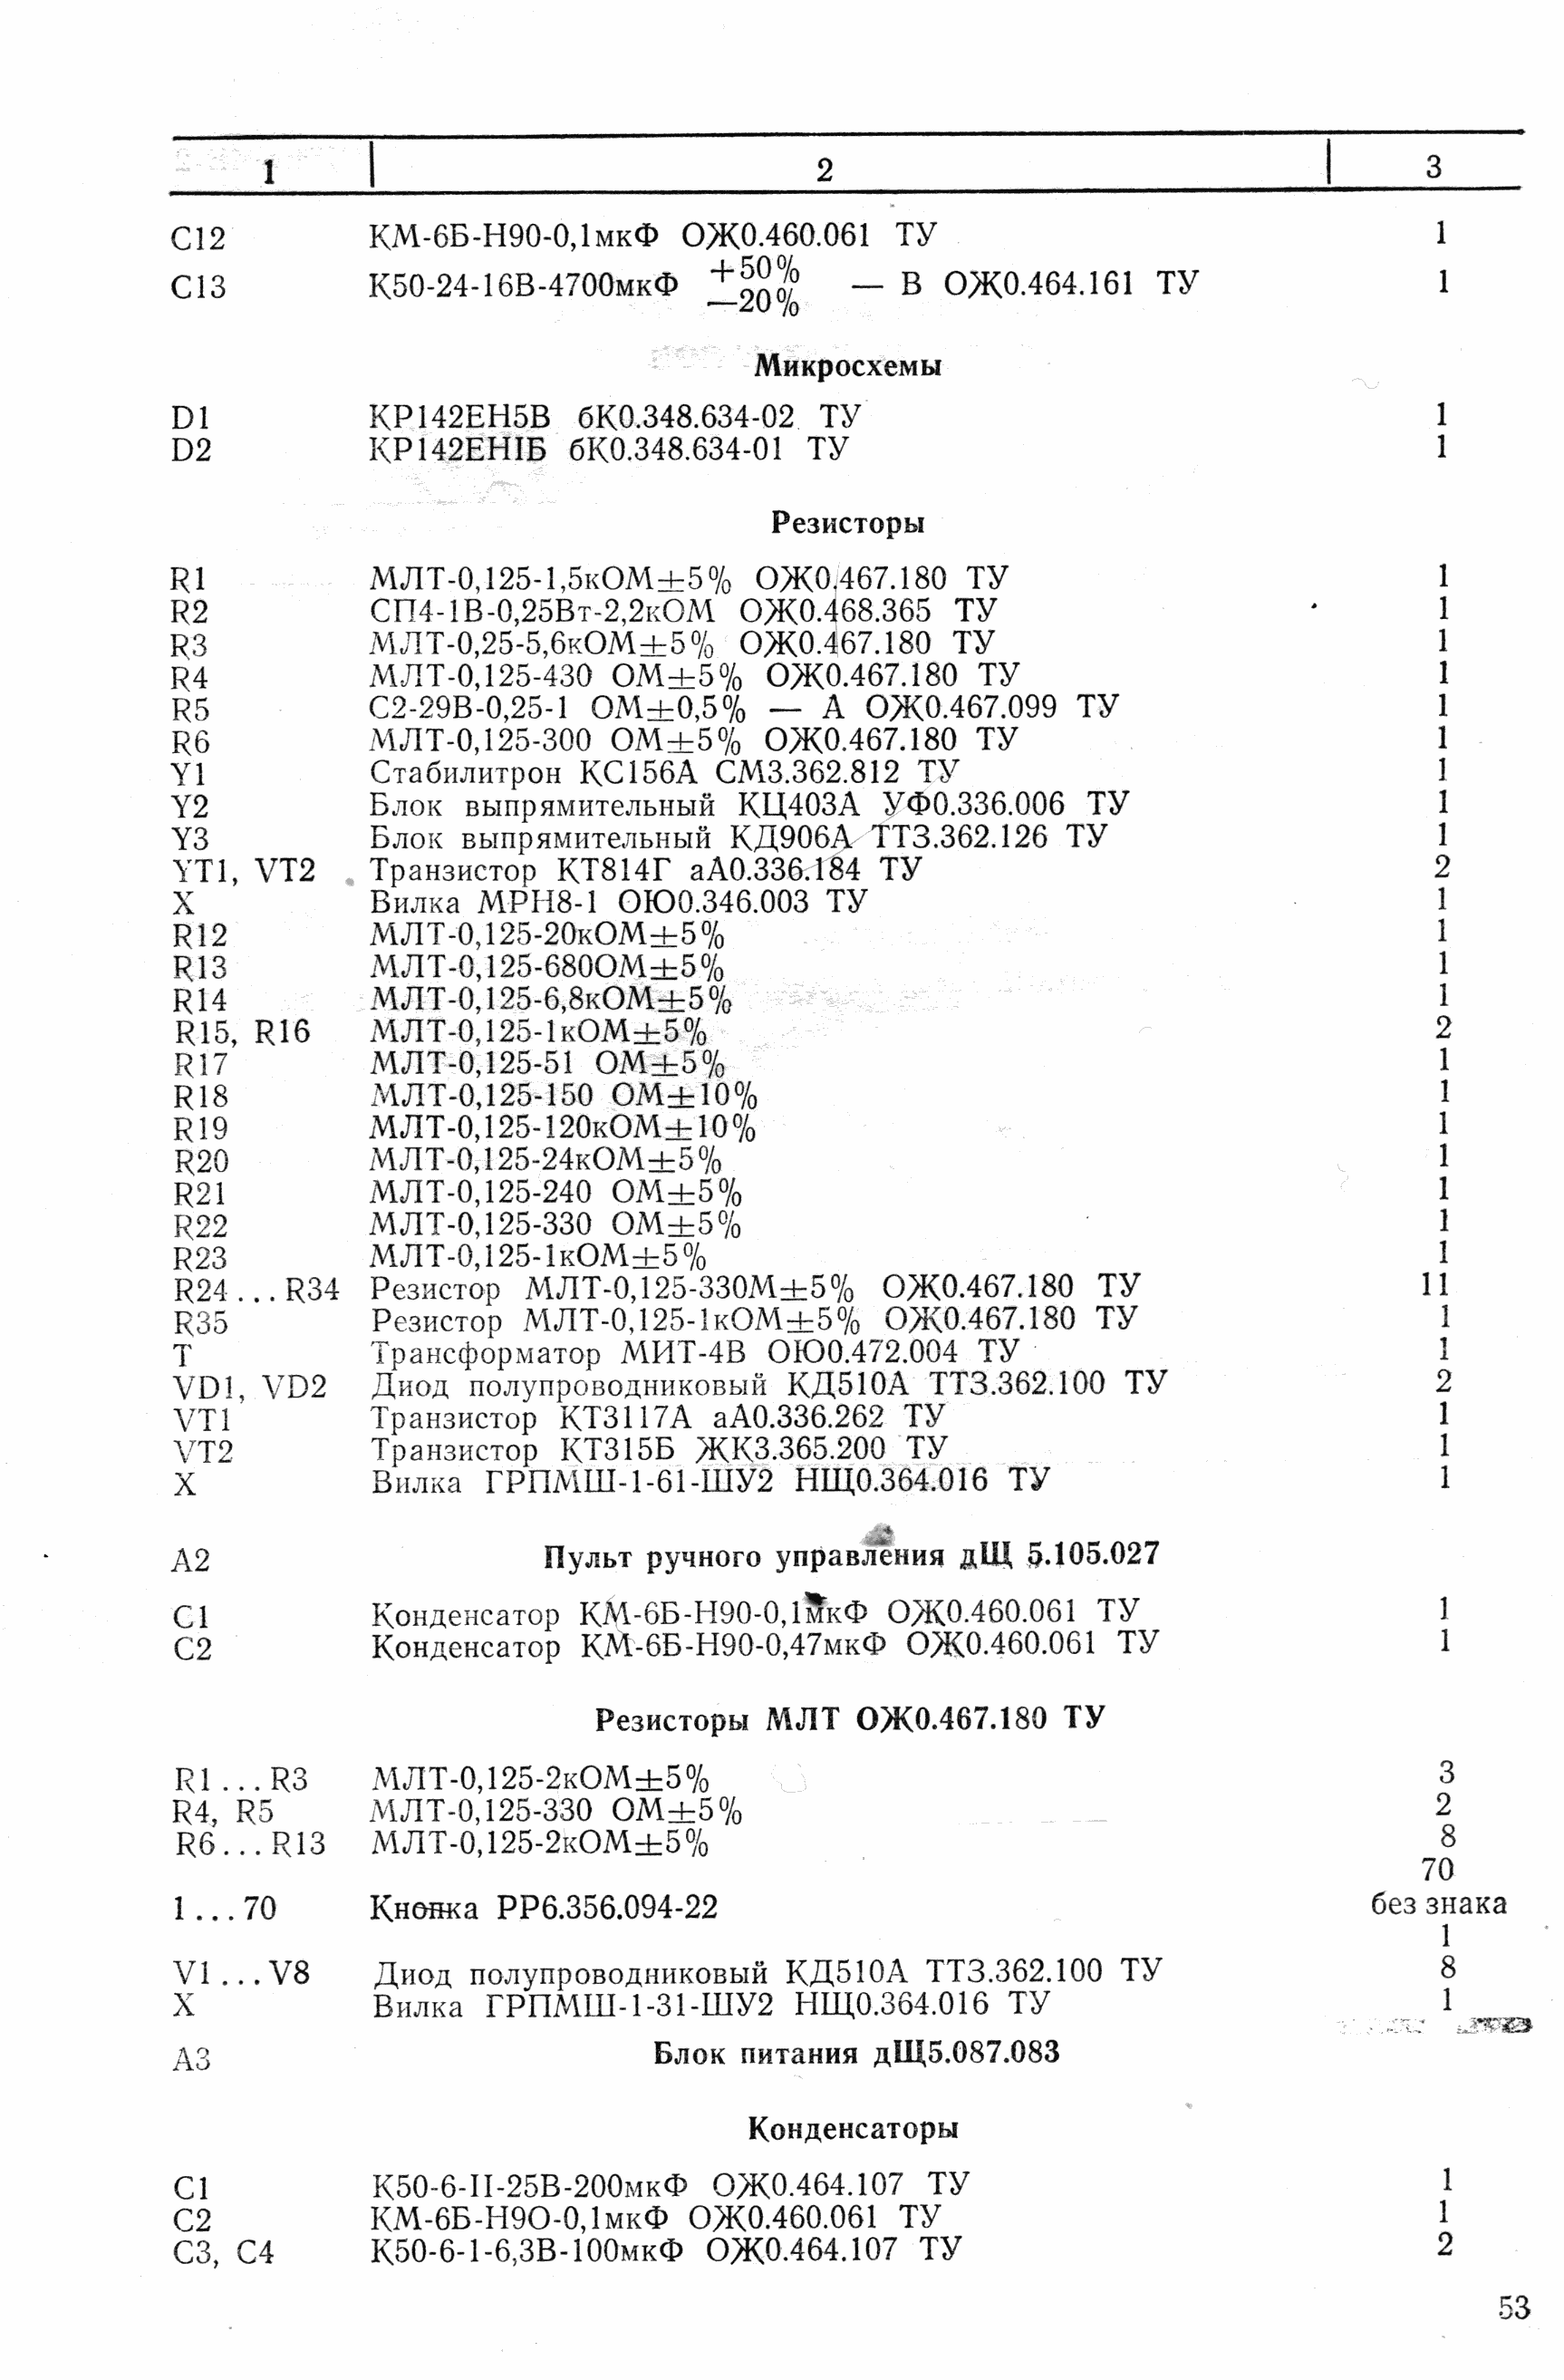 1 2 3
C12 КМ-6Б-Н90-0,1мкФ ОЖ0.460.061 ТУ 1
C13 К50-24-16В-4700мкФ +50% —20% — В ОЖ0.464.161 ТУ 1
Микросхемы
D1 КР142ЕН5В бК0.348.634-02 ТУ 1
D2 КР142ЕН1Б бК0.348.634-01 ТУ 1
Резисторы
R1 МЛТ-0,125-1,5кОМ±5% ОЖ0.467.180 ТУ 1
R2 СП4-1В-0,25Вт-2,2кОМ ОЖ0.468.365 ТУ 1
R3 МЛТ-0,25-5,6кОМ±5% ОЖ0.467.180 ТУ 1
R4 МЛТ-0,125-430 ОМ±5% ОЖ0.467.180 ТУ 1
R5 С2-29В-0,25-1 ОМ±0,5% — А ОЖ0.467.099 ТУ 1
R6 МЛТ-0,125-300 ОМ±5% ОЖ0.467.180 ТУ 1
Y1 Стабилитрон КС156А СМ3.362.812 ТУ 1
Y2 Блок выпрямительный КЦ403А УФ0.336.006 ТУ 1
Y3 Блок выпрямительный КД906А ТТ3.362.126 ТУ 1
YT1, VT2 Транзистор КТ814Г аА0.336.184 ТУ 2
X Вилка МРН8-1 ОЮ0.346.003 ТУ 1
R12 МЛТ-0,125-20кОМ±5% 1
R13 МЛТ-0,125-680ОМ±5% 1
R14 МЛТ-0,125-6,8кОМ±5% 1
R15, R16 МЛТ-0,125-1кОМ±5% 2
R17 МЛТ-0,125-51 ОМ±5% 1
R18 МЛТ-0,125-150 ОМ±10% 1
R19 МЛТ-0,125-120кОМ±10% 1
R20 МЛТ-0,125-24кОМ±5% 1
R21 МЛТ-0,125-240 ОМ±5% 1
R22 МЛТ-0,125-330 ОМ±5% 1
R23 МЛТ-0,125-1кОМ±5% 1
R24 ... R34 Резистор МЛТ-0,125-330М±5% ОЖ0.467.180 ТУ 11
R35 Резистор МЛТ-0,125-1кОМ±5% ОЖ0.467.180 ТУ 1
T Трансформатор МИТ-4В ОЮ0.472.004 ТУ 1
VD1, VD2 Диод полупроводниковый КД510А ТТ3.362.100 ТУ 2
VT1 Транзистор КТ3117А аА0.336.262 ТУ 1
VT2 Транзистор КТ315Б ЖК3.365.200 ТУ 1
X Вилка ГРПМШ-1-61-ШУ2 НЩ0.364.016 ТУ 1
A2 Пульт ручного управления дЩ 5.105.027
C1 Конденсатор КМ-6Б-Н90-0,1мкФ ОЖ0.460.061 ТУ 1
C2 Конденсатор КМ-6Б-Н90-0,47мкФ ОЖ0.460.061 ТУ 1
Резисторы МЛТ ОЖ0.467.180 ТУ
R1 ... R3 МЛТ-0,125-2кОМ±5% 3
R4, R5 МЛТ-0,125-330 ОМ±5% 2
R6 ... R13 МЛТ-0,125-2кОМ±5% 8
70
1 ... 70 Кнопка РР6.356.094-22 без знака
1
V1 ... V8 Диод полупроводниковый КД510А ТТ3.362.100 ТУ 8
X Вилка ГРПМШ-1-31-ШУ2 НЩ0.364.016 ТУ 1
A3 Блок питания дЩ5.087.083
Конденсаторы
C1 К50-6-II-25В-200мкФ ОЖ0.464.107 ТУ 1
C2 КМ-6Б-Н9О-0,1мкФ ОЖ0.460.061 ТУ 1
C3, C4 К50-6-1-6,3В-100мкФ ОЖ0.464.107 ТУ 2
53